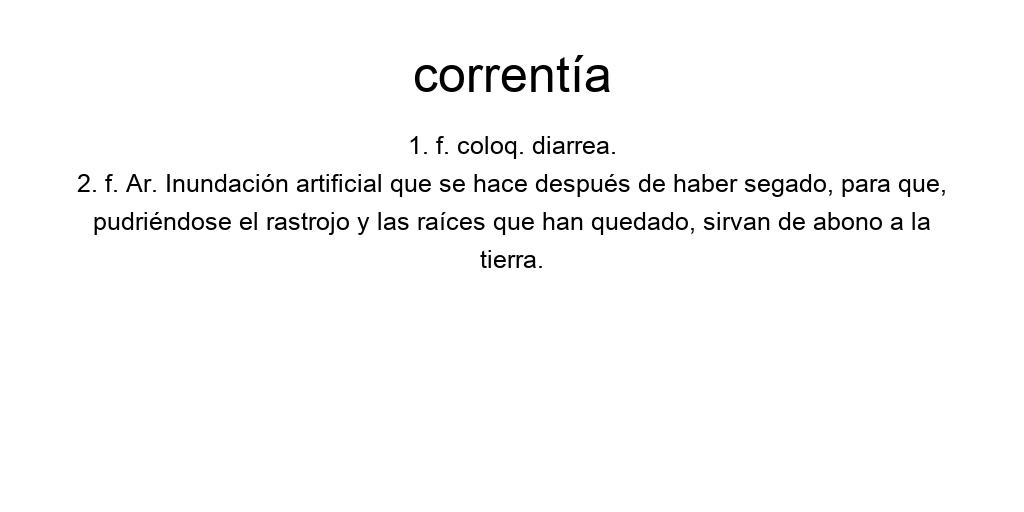 correntía
1. f. coloq. diarrea.
2. f. Ar. Inundación artificial que se hace después de haber segado, para que,
pudriéndose el rastrojo y las raíces que han quedado, sirvan de abono a la
tierra.